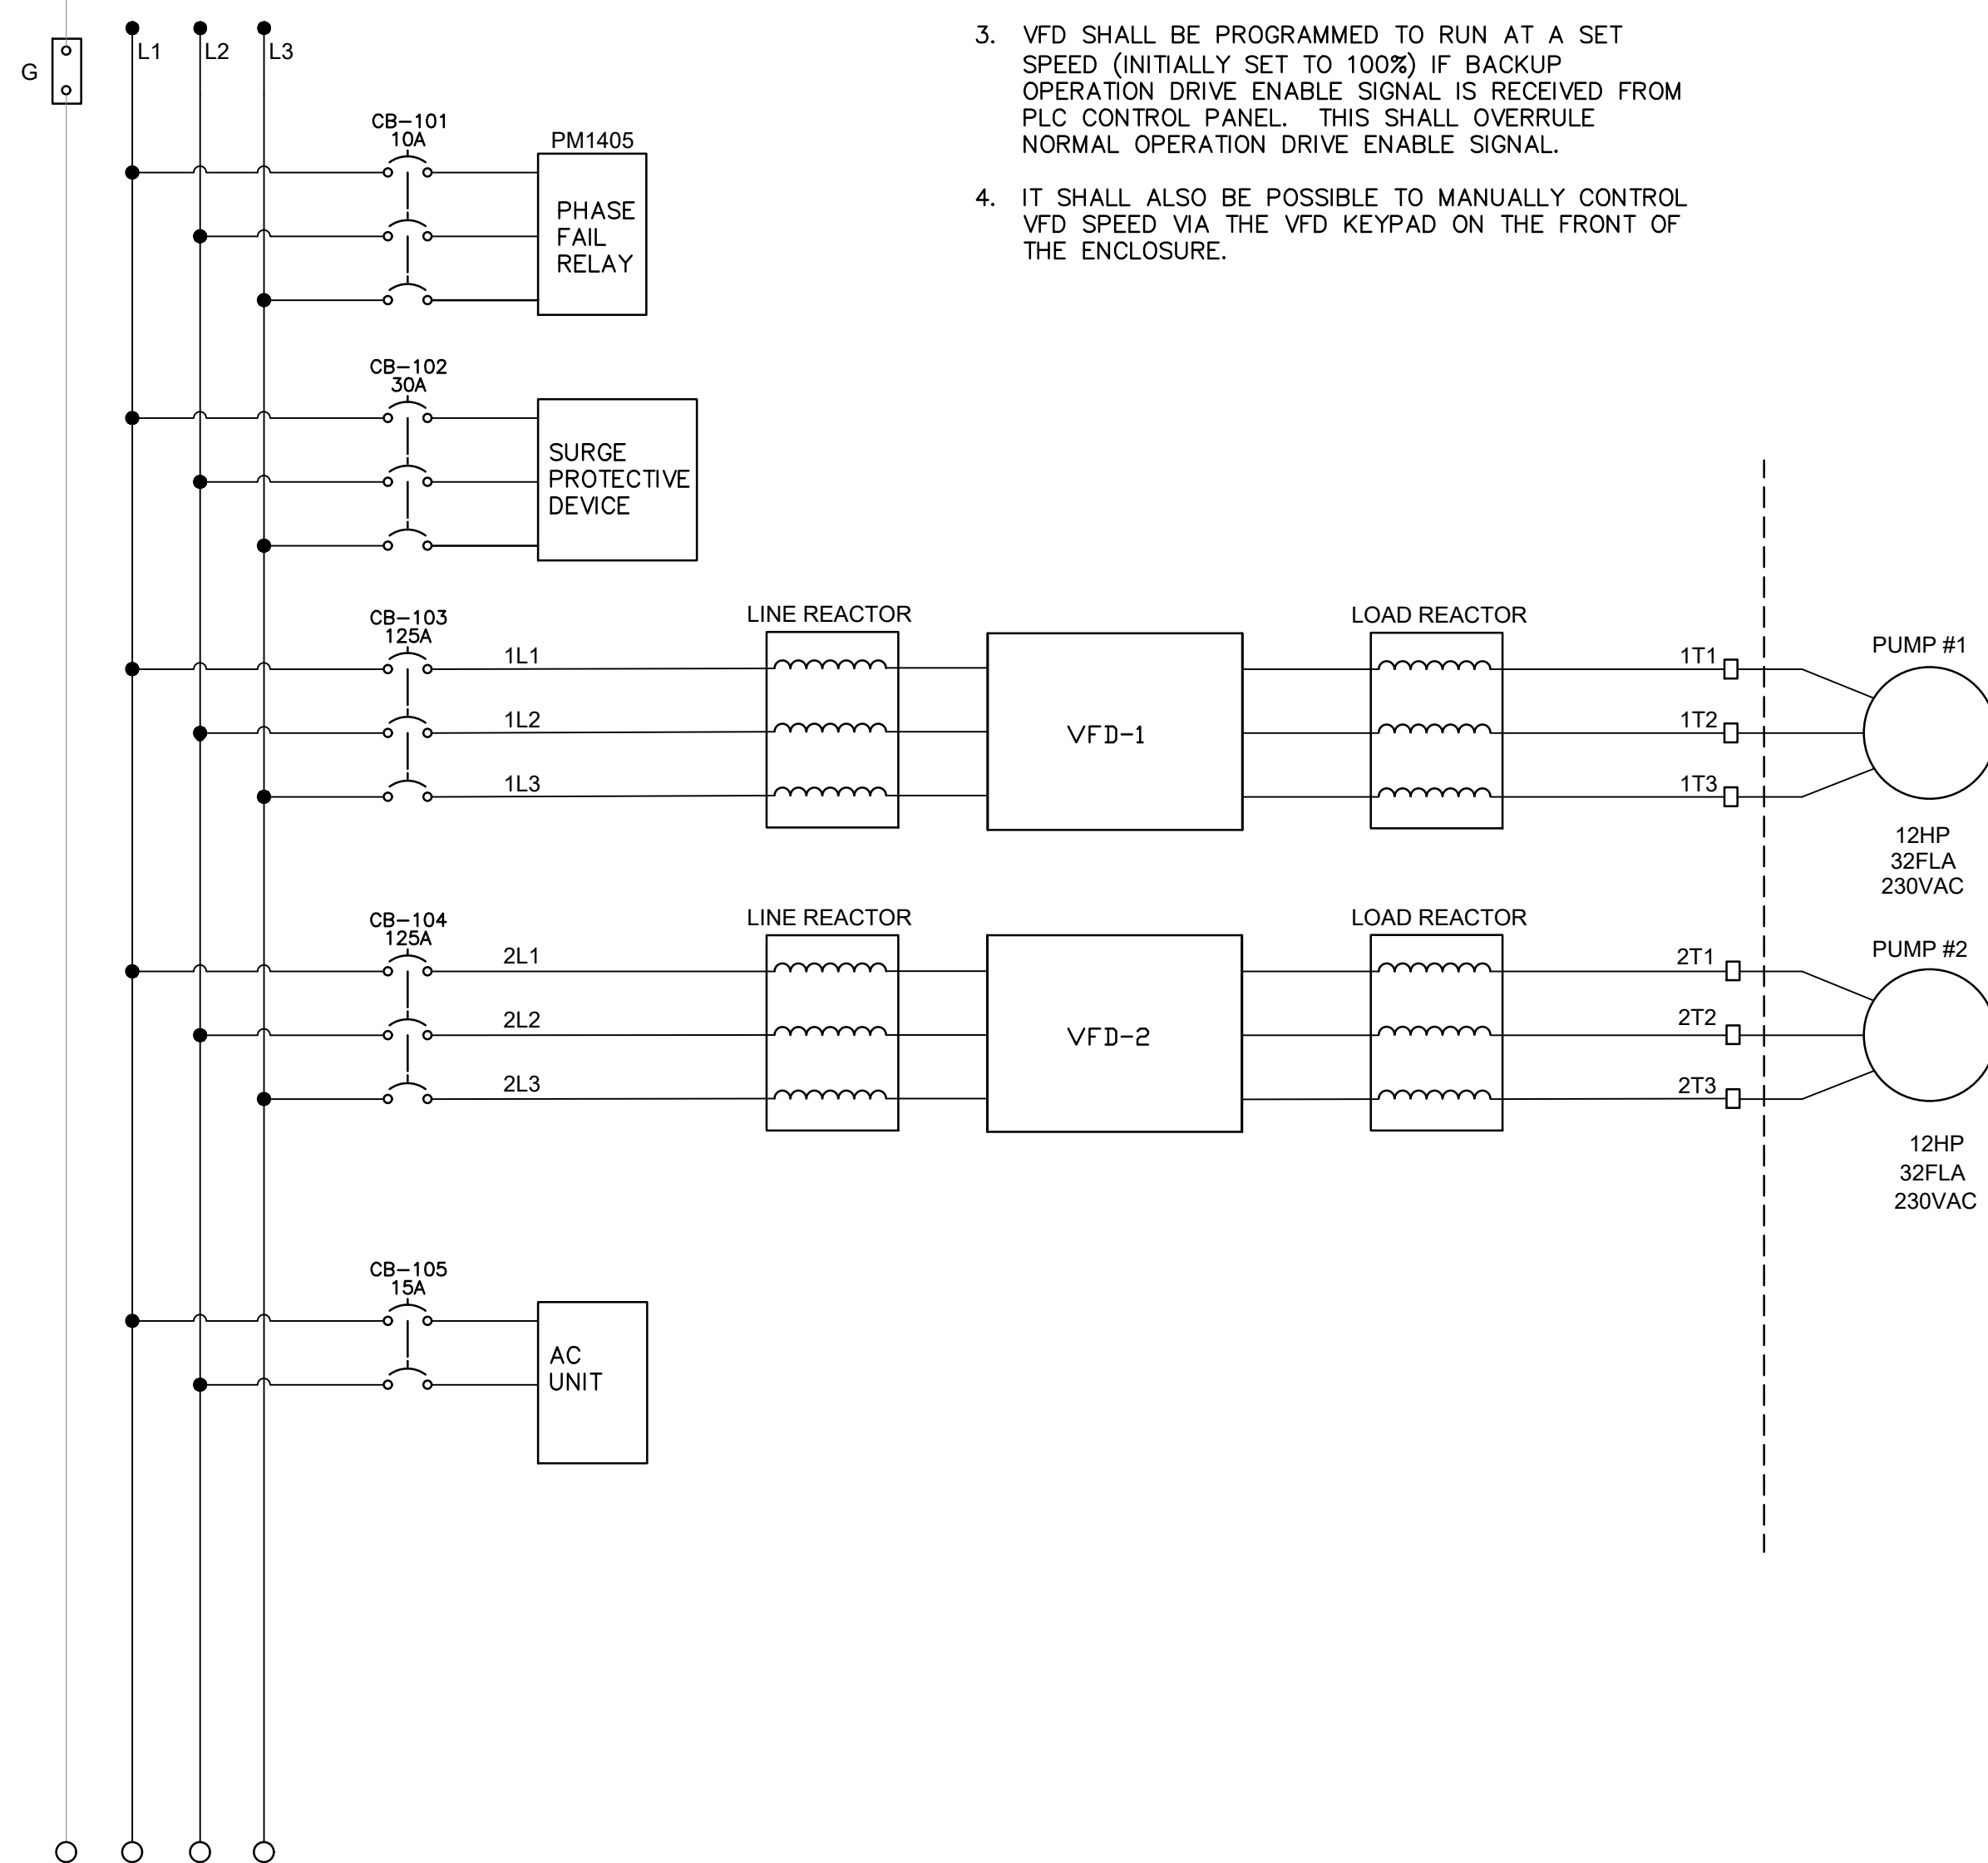 G
L1
L2
L3
3. VFD SHALL BE PROGRAMMED TO RUN AT A SET
SPEED (INITIALLY SET TO 100%) IF BACKUP
OPERATION DRIVE ENABLE SIGNAL IS RECEIVED FROM
PLC CONTROL PANEL. THIS SHALL OVERRULE
NORMAL OPERATION DRIVE ENABLE SIGNAL.
4. IT SHALL ALSO BE POSSIBLE TO MANUALLY CONTROL
VFD SPEED VIA THE VFD KEYPAD ON THE FRONT OF
THE ENCLOSURE.
CB-101
10A
PM1405
PHASE
FAIL
RELAY
CB-102
30A
SURGE
PROTECTIVE
DEVICE
CB-103
125A
1L1
1L2
1L3
LINE REACTOR
VFD-1
LOAD REACTOR
1T1
1T2
1T3
PUMP #1
12HP
32FLA
230VAC
CB-104
125A
2L1
2L2
2L3
LINE REACTOR
VFD-2
LOAD REACTOR
2T1
2T2
2T3
PUMP #2
12HP
32FLA
230VAC
CB-105
15A
AC
UNIT